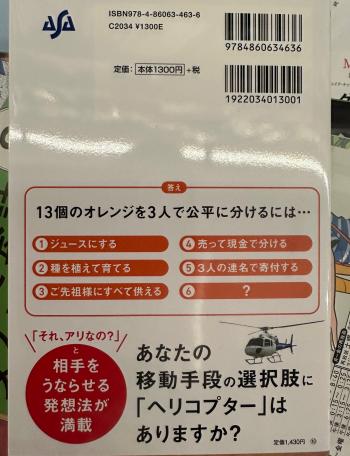 asa
ISBN978-4-86063-463-6
C2034 ¥1300E
定価: 本体1300円 +税
9784860634636
1922034013001
答え
13個のオレンジを3人で公平に分けるには…
1 ジュースにする
2 種を植えて育てる
3 ご先祖様にすべて供える
4 売って現金で分ける
5 3人の連名で寄付する
6 ?
「それ、アリなの?」
と
相手を
うならせる
発想法が
満載
あなたの
移動手段の選択肢に
「ヘリコプター」は
ありますか?
定価1,430円 ⑩